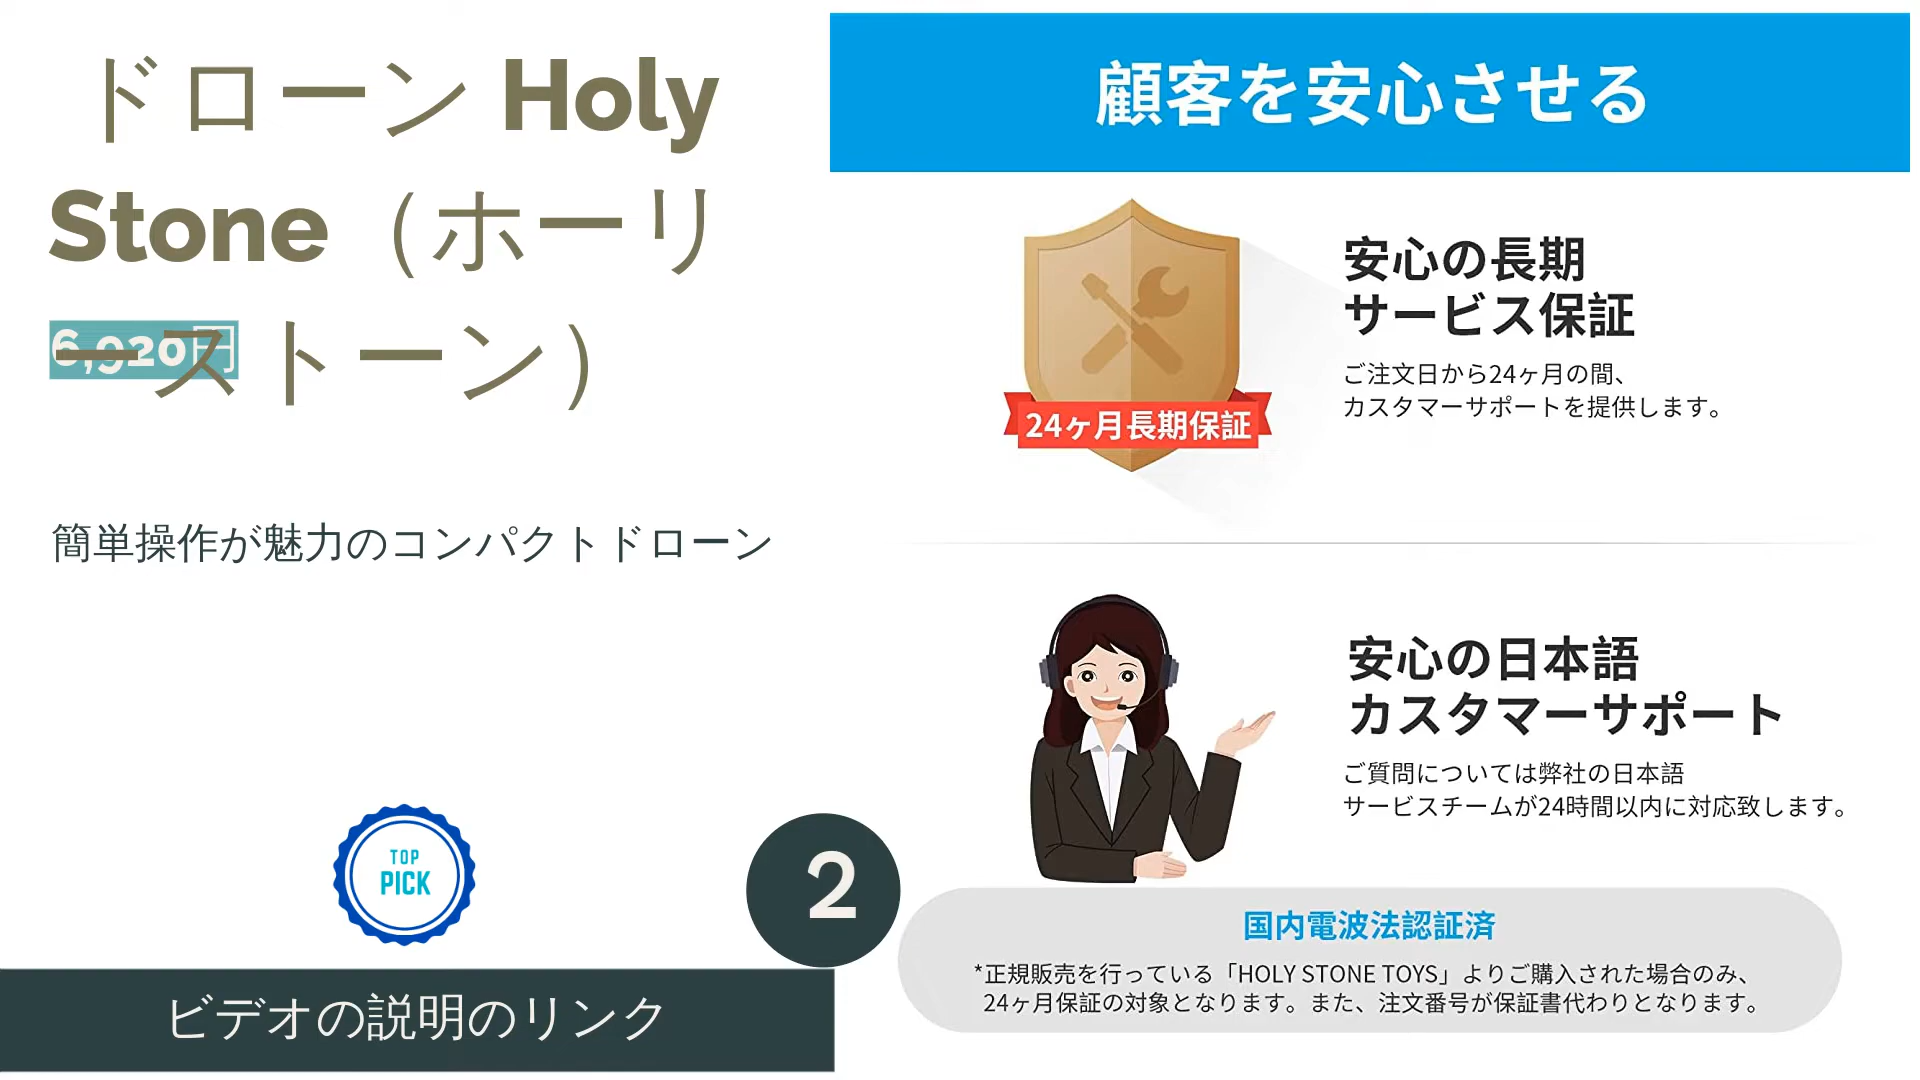 ドローン Holy
Stone（ホーリ
ーストーン）
6,920円
簡単操作が魅力のコンパクトドローン
TOP
PICK
2
ビデオの説明のリンク
顧客を安心させる
安心の長期
サービス保証
ご注文日から24ヶ月の間、
カスタマーサポートを提供します。
24ヶ月長期保証
安心の日本語
カスタマーサポート
ご質問については弊社の日本語
サービスチームが24時間以内に対応致します。
国内電波法認証済
*正規販売を行っている「HOLY STONE TOYS」よりご購入された場合のみ、
24ヶ月保証の対象となります。また、注文番号が保証書代わりとなります。